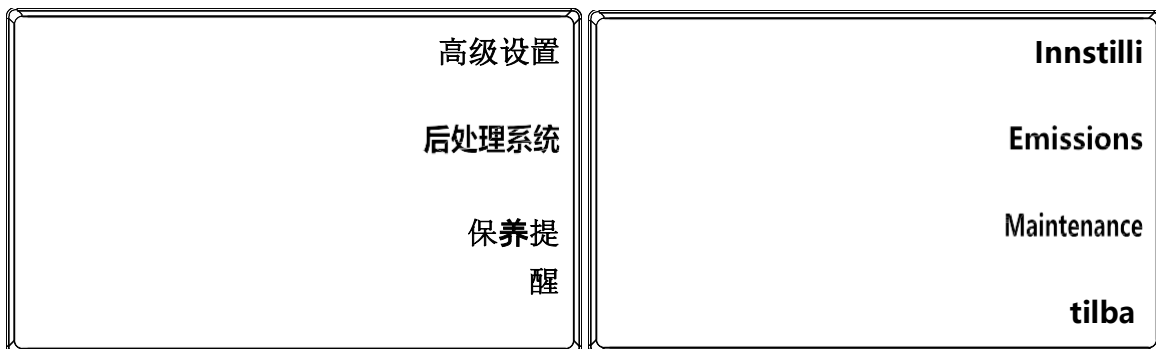 高级设置
后处理系统
保养提
醒
Innstilli
Emissions
Maintenance
tilba